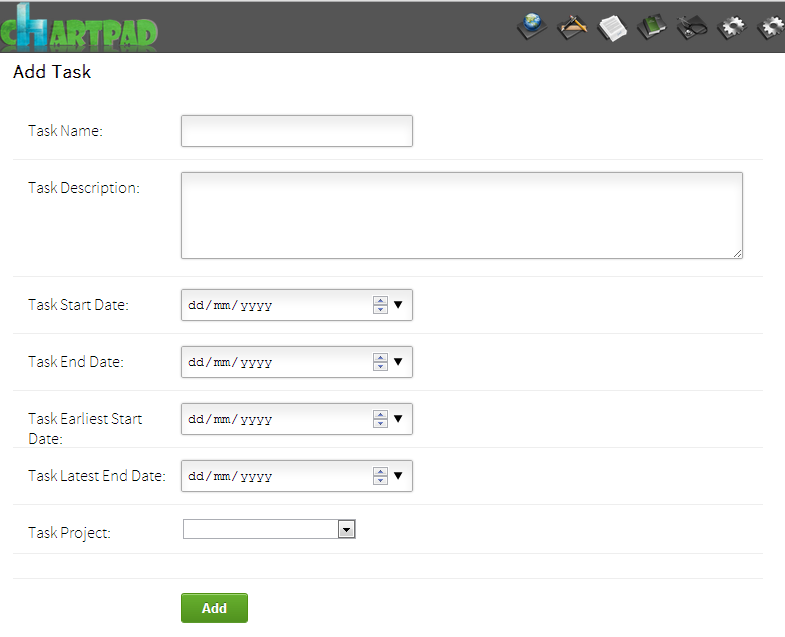 CHARTPAD
Add Task
Task Name:
Task Description:
Task Start Date:
dd/mm/yyyy
Task End Date:
dd/mm/yyyy
Task Earliest Start
Date:
dd/mm/yyyy
Task Latest End Date:
dd/mm/yyyy
Task Project:
Add